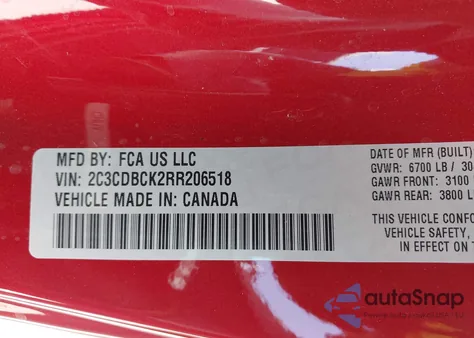 MFD BY: FCA US LLC
VIN: 2C3CDBCK2RR206518
VEHICLE MADE IN: CANADA
DATE OF MFR (BUILT)
GVWR: 6700 LB / 30
GAWR FRONT: 3100
GAWR REAR: 3800 L
THIS VEHICLE CONFO
VEHICLE SAFETY,
IN EFFECT ON T
autaSnap